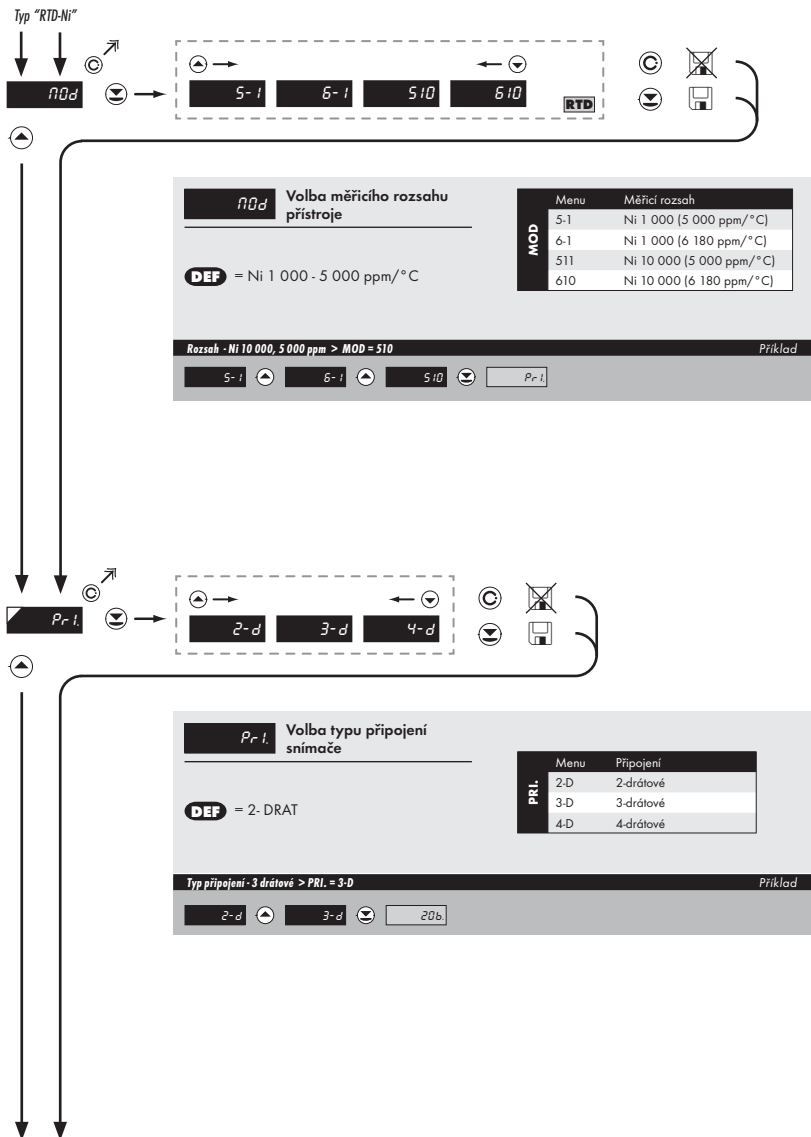 Typ "RTD-Ni"
MOd
5-1 6-1 510 610
RTD
MOd Volba měřicího rozsahu
přístroje
DEF = Ni 1 000 - 5 000 ppm/°C
MOD
Menu Měřicí rozsah
5-1 Ni 1 000 (5 000 ppm/°C)
6-1 Ni 1 000 (6 180 ppm/°C)
511 Ni 10 000 (5 000 ppm/°C)
610 Ni 10 000 (6 180 ppm/°C)
Rozsah - Ni 10 000, 5 000 ppm > MOD = 510 Příklad
5-1 6-1 510 Pr1.
Pr1.
2-d 3-d 4-d
Pr1. Volba typu připojení
snímače
DEF = 2- DRAT
PRI.
Menu Připojení
2-D 2-drátové
3-D 3-drátové
4-D 4-drátové
Typ připojení - 3 drátové > PRI. = 3-D Příklad
2-d 3-d 20b.